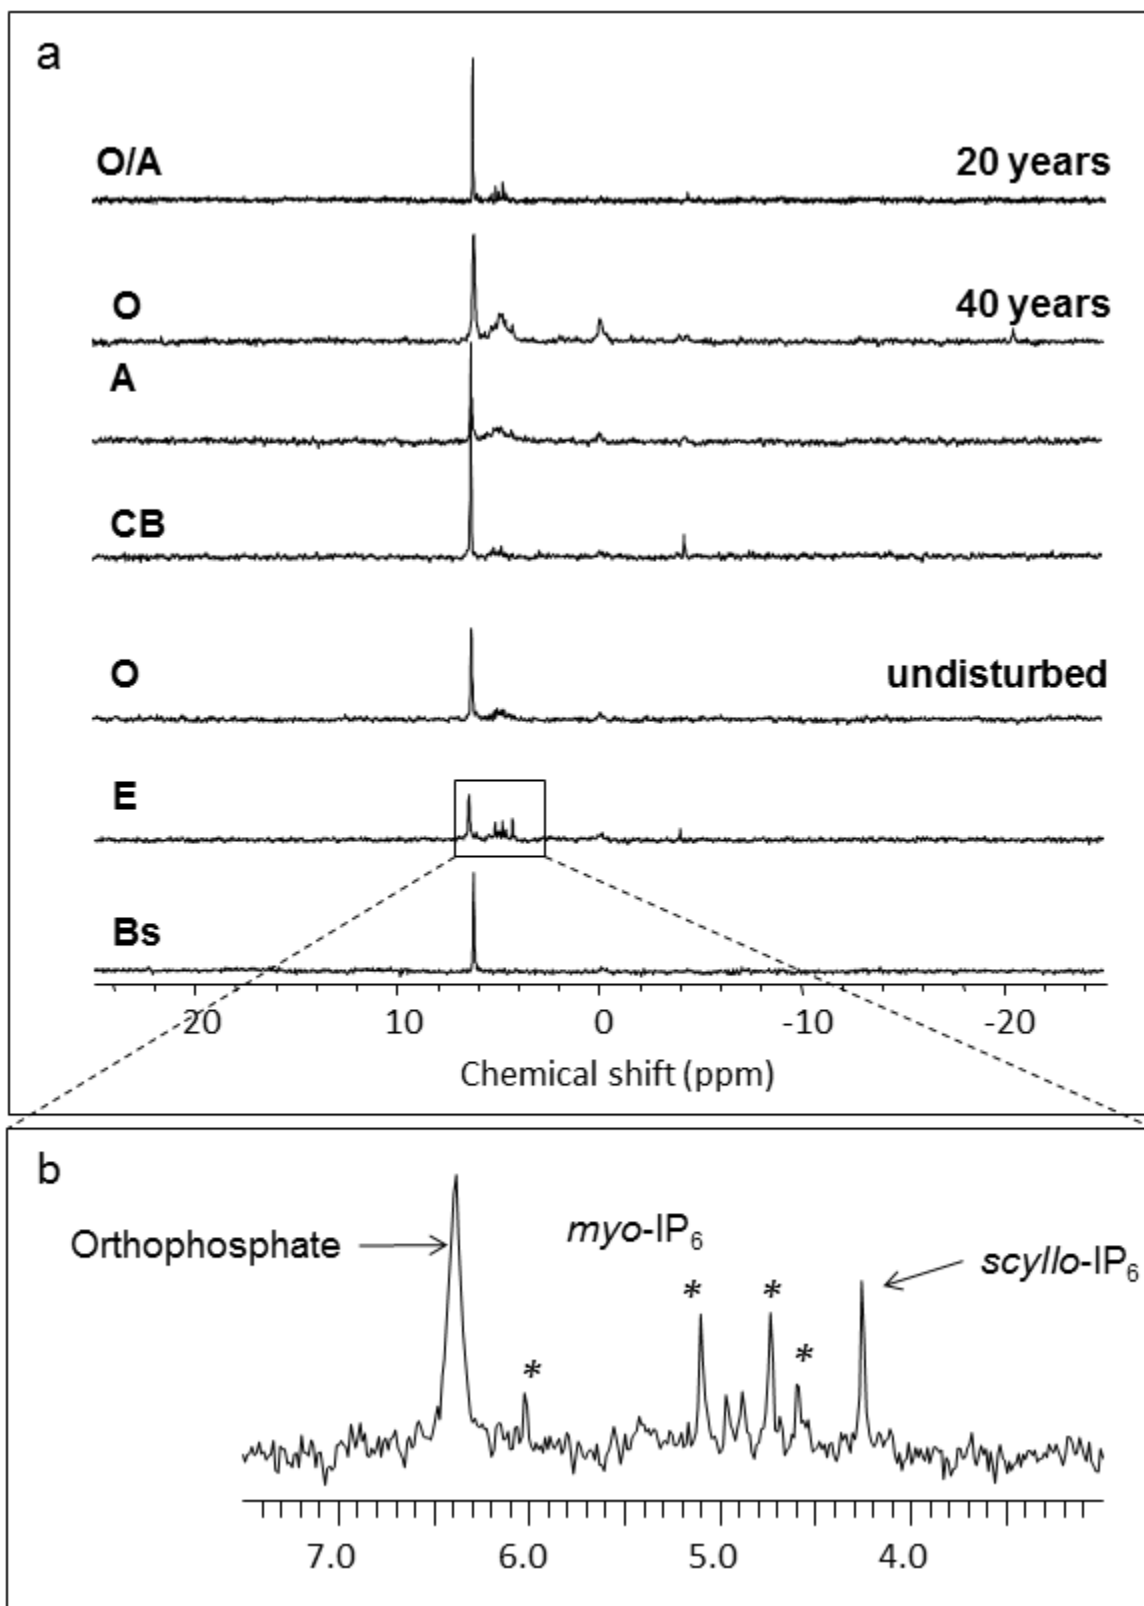 a
O/A 20 years
O 40 years
A
CB
O undisturbed
E
Bs
20 10 0 -10 -20
Chemical shift (ppm)
b
Orthophosphate myo-IP6 scyllo-IP6
* * * *
7.0 6.0 5.0 4.0